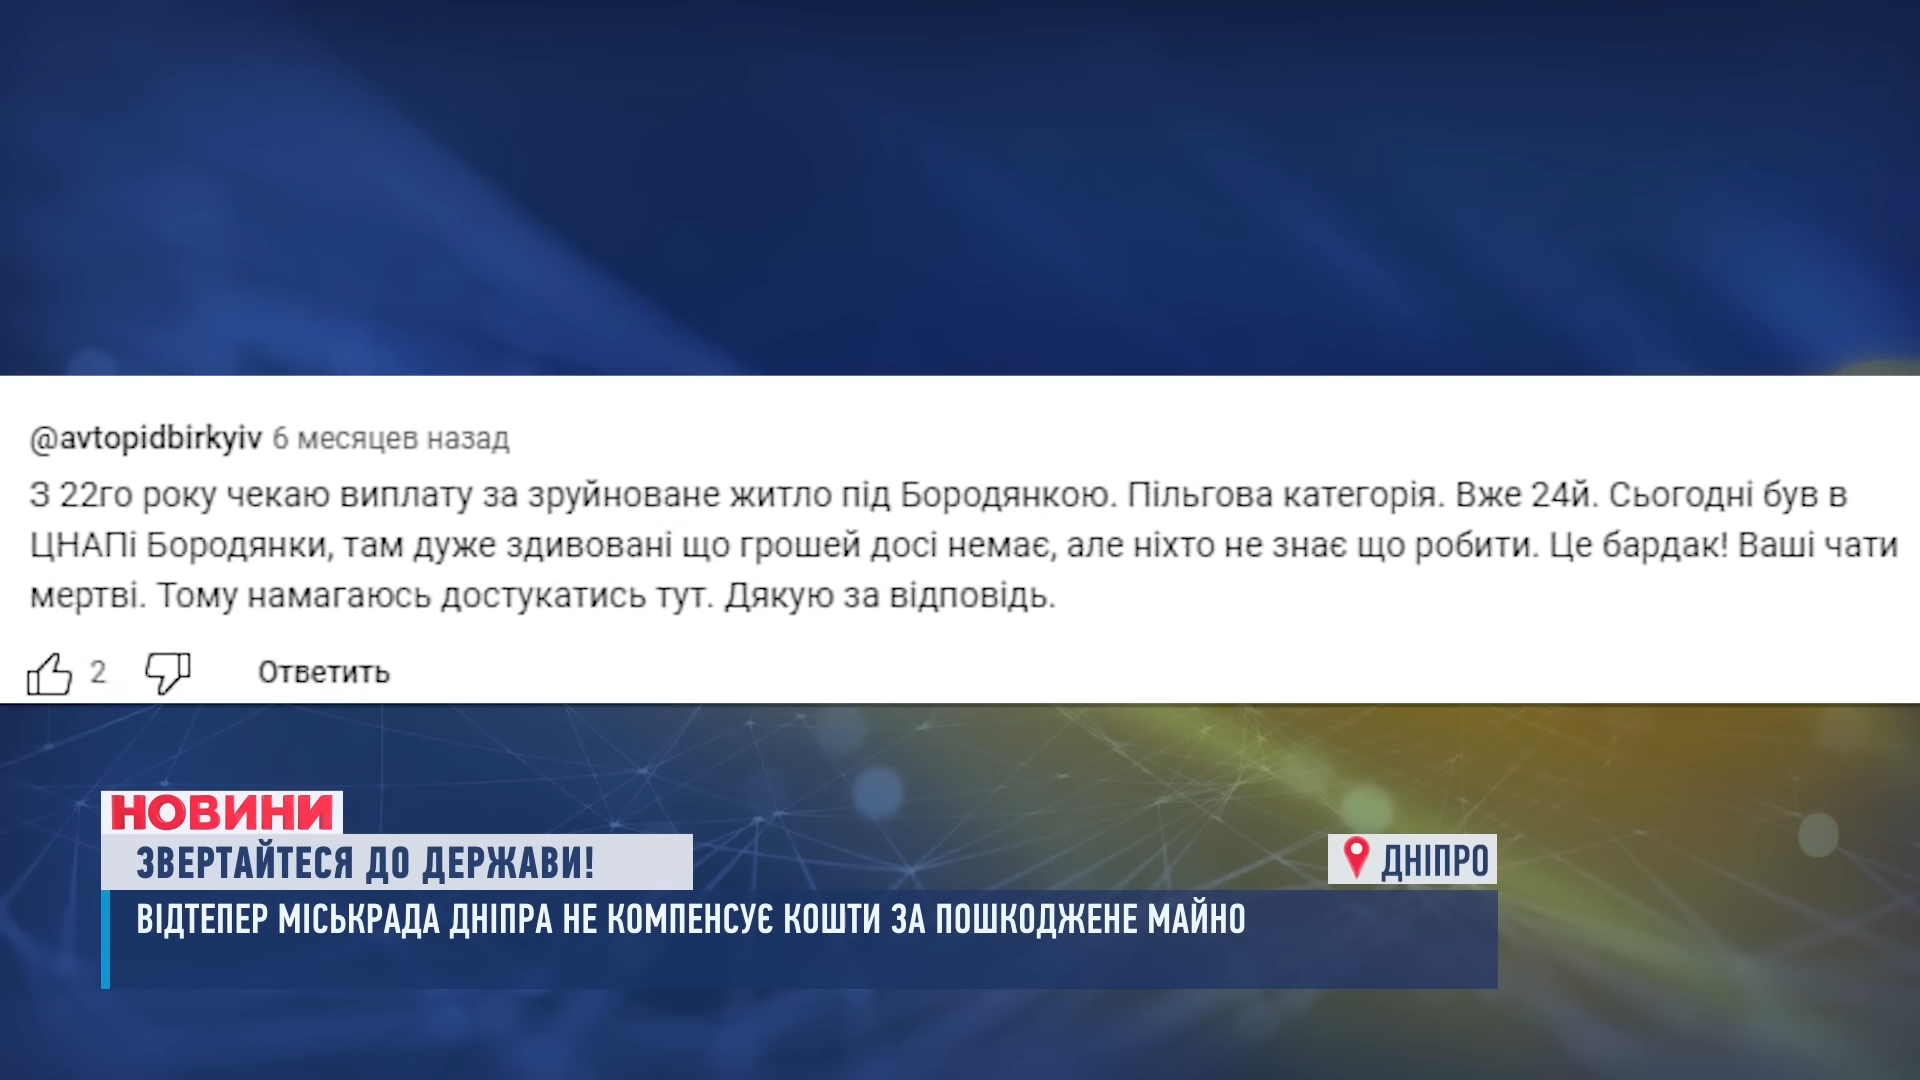 @avtopidbirkyiv 6 месяцев назад
З 22го року чекаю виплату за зруйноване житло під Бородянкою. Пільгова категорія. Вже 24й. Сьогодні був в
ЦНАПі Бородянки, там дуже здивовані що грошей досі немає, але ніхто не знає що робити. Це бардак! Ваші чати
мертві. Тому намагаюсь достукатись тут. Дякую за відповідь.
2 Ответить
НОВИНИ
ЗВЕРТАЙТЕСЯ ДО ДЕРЖАВИ!
ДНІПРО
ВІДТЕПЕР МІСЬКРАДА ДНІПРА НЕ КОМПЕНСУЄ КОШТИ ЗА ПОШКОДЖЕНЕ МАЙНО